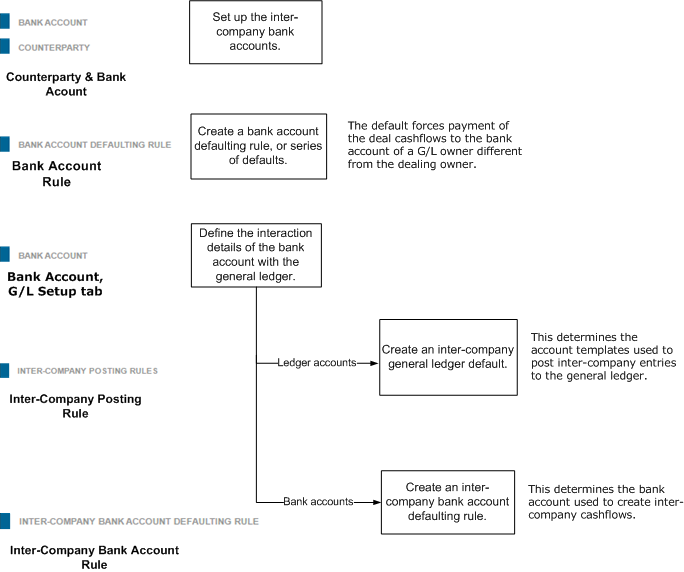 BANK ACCOUNT
COUNTERPARTY
Counterparty & Bank
Acount
Set up the inter-
company bank
accounts.
BANK ACCOUNT DEFAULTING RULE
Bank Account
Rule
Create a bank account
defaulting rule, or series
of defaults.
The default forces payment of
the deal cashflows to the bank
account of a G/L owner different
from the dealing owner.
BANK ACCOUNT
Bank Account,
G/L Setup tab
Define the interaction
details of the bank
account with the
general ledger.
Ledger accounts
Create an inter-company
general ledger default.
This determines the
account templates used to
post inter-company entries
to the general ledger.
INTER-COMPANY POSTING RULES
Inter-Company Posting
Rule
Bank accounts
Create an inter-
company bank account
defaulting rule.
This determines the bank
account used to create inter-
company cashflows.
INTER-COMPANY BANK ACCOUNT DEFAULTING RULE
Inter-Company Bank Account
Rule